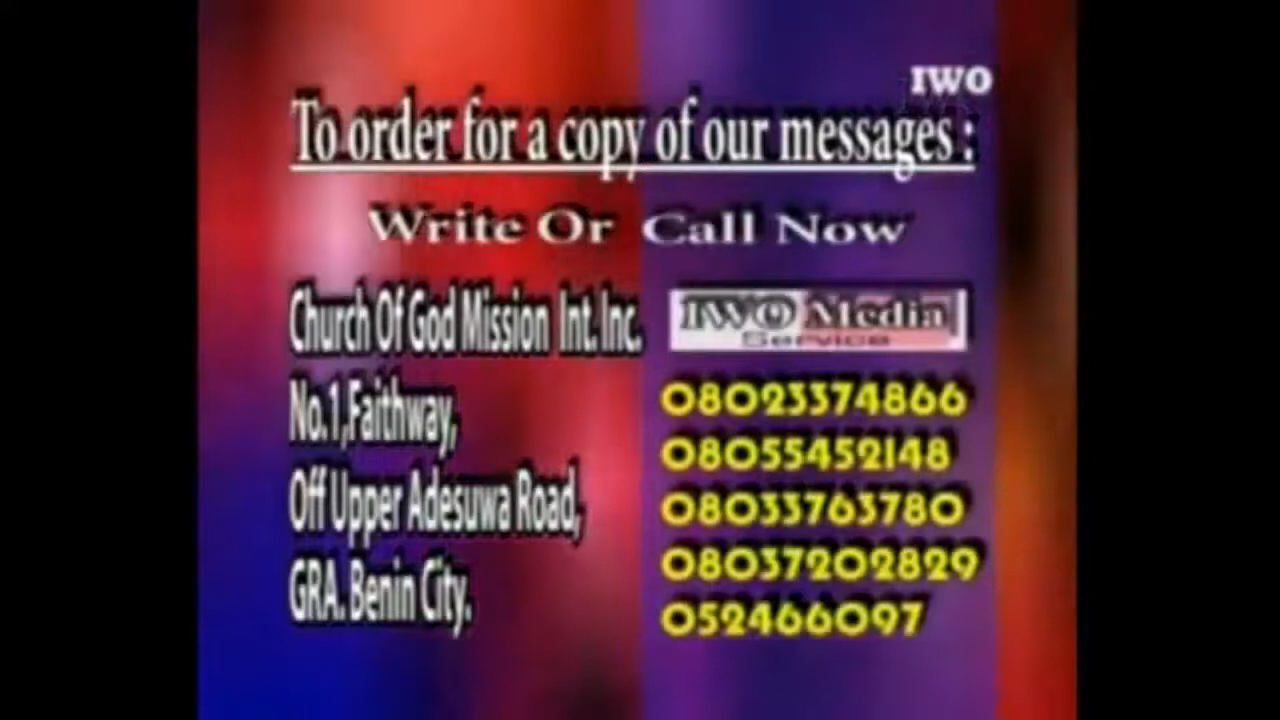 IWO
To order for a copy of our messages :
Write Or Call Now
Church Of God Mission Int. Inc.
No.1,Faithway,
Off Upper Adesuwa Road,
GRA. Benin City.
IWO Media
Service
08023374866
08055452148
08033763780
08037202829
052466097